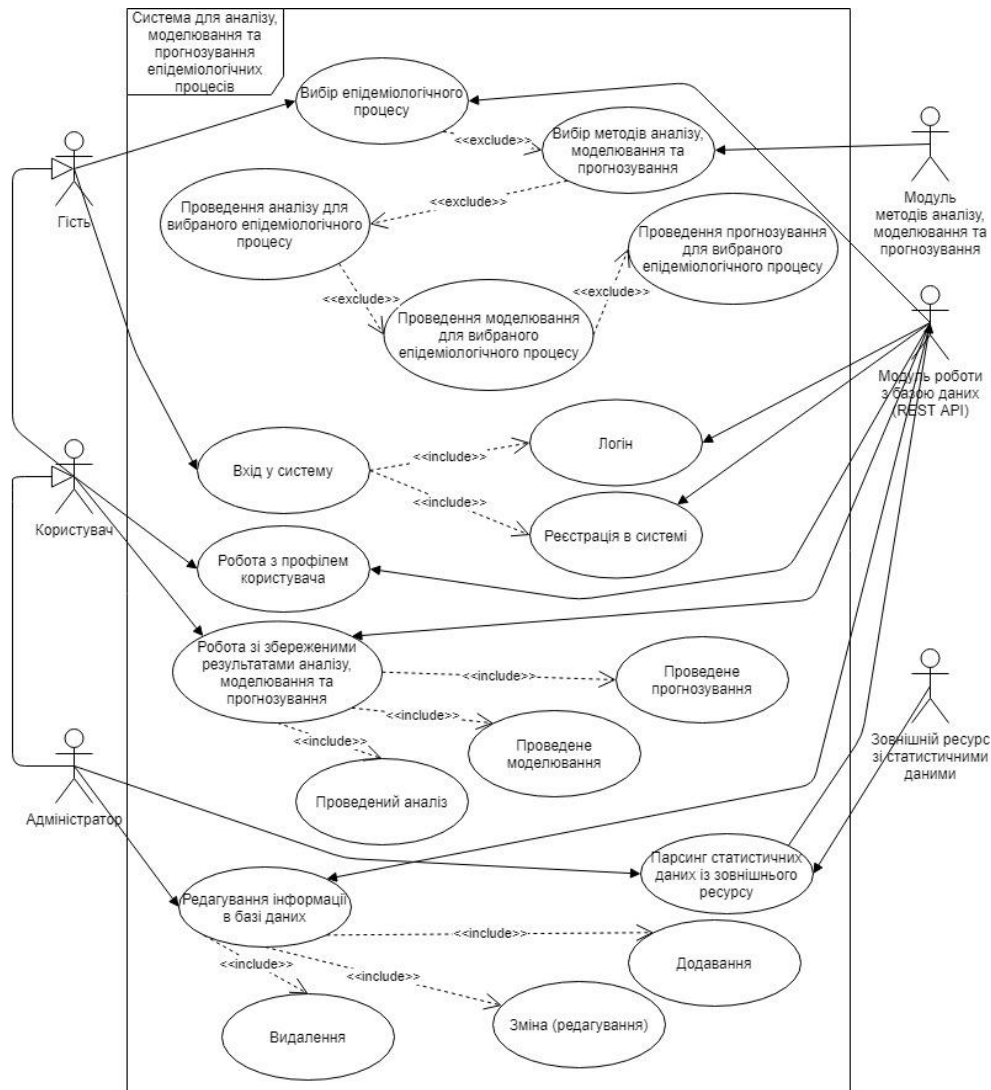 Система для аналізу,
моделювання та
прогнозування
епідеміологічних
процесів
Вибір епідеміологічного
процесу
<<exclude>>
Вибір методів аналізу,
моделювання та
прогнозування
Модуль
методів аналізу,
моделювання та
прогнозування
Гість
Проведення аналізу для
вибраного епідеміологічного
процесу
<<exclude>>
Проведення прогнозування
для вибраного
епідеміологічного процесу
<<exclude>>
<<exclude>>
Проведення моделювання
для вибраного
епідеміологічного процесу
Модуль роботи
з базою даних
(REST API)
Вхід у систему
<<include>>
Логін
<<include>>
Реєстрація в системі
Користувач
Робота з профілем
користувача
Робота зі збереженими
результатами аналізу,
моделювання та
прогнозування
<<include>>
Проведене
прогнозування
<<include>>
Проведене
моделювання
<<include>>
Проведений аналіз
Зовнішній ресурс
зі статистичними
даними
Адміністратор
Парсинг статистичних
даних із зовнішнього
ресурсу
Редагування інформації
в базі даних
<<include>>
Додавання
<<include>>
Видалення
<<include>>
Зміна (редагування)